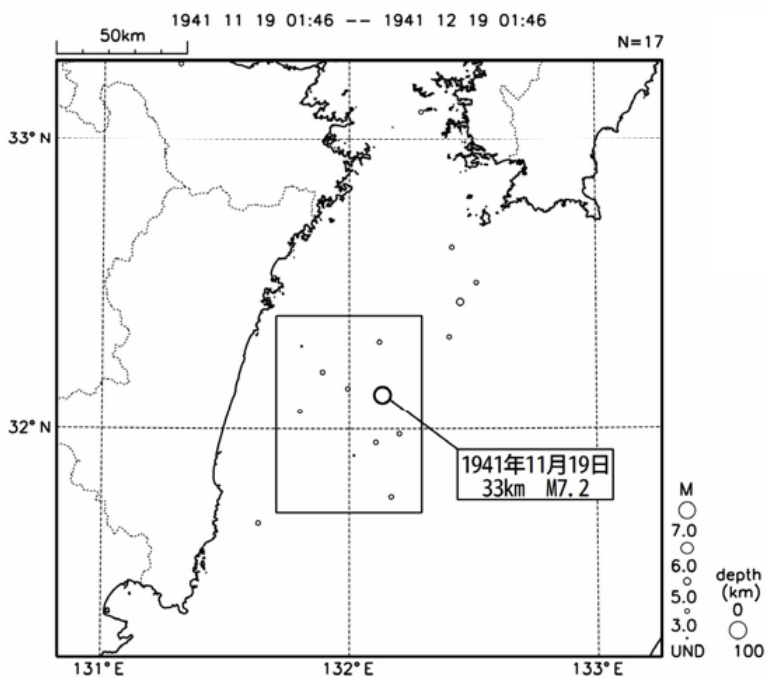 1941 11 19 01:46 -- 1941 12 19 01:46
50km
N=17
33°N
32°N
1941年11月19日
33km M7.2
M
7.0
6.0
5.0
3.0
UND
depth
(km)
0
100
131°E
132°E
133°E